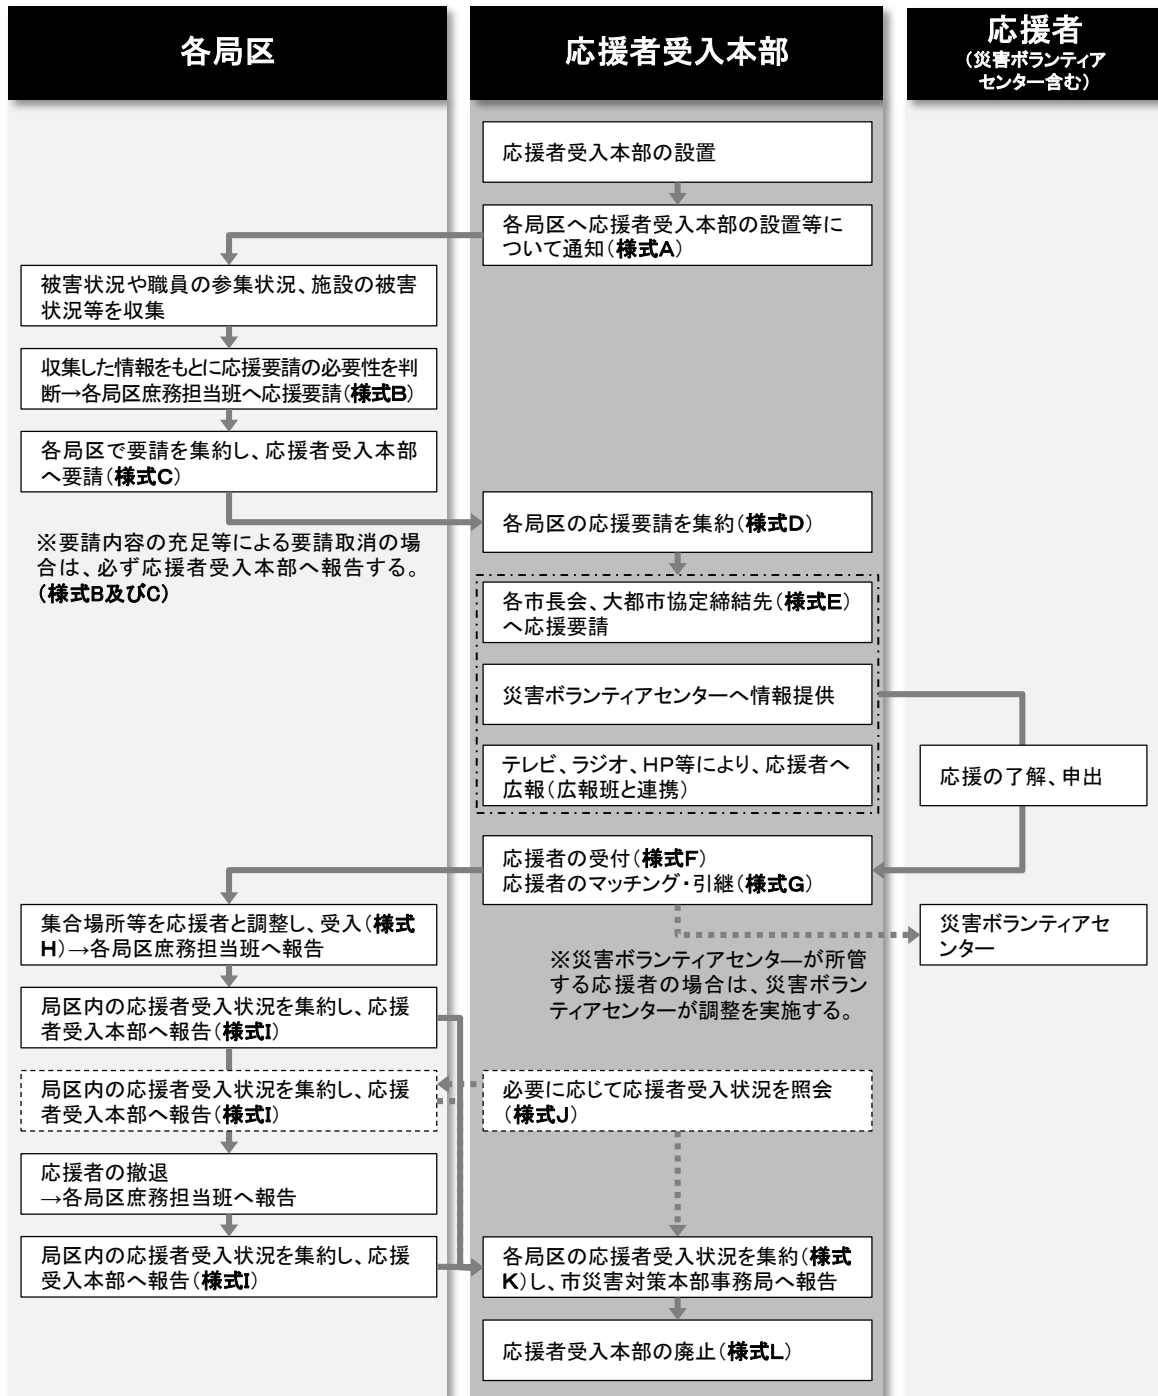 各局区
応援者受入本部
応援者
(災害ボランティア
センター含む)
応援者受入本部の設置
各局区へ応援者受入本部の設置等に
ついて通知(様式A)
被害状況や職員の参集状況、施設の被害
状況等を収集
収集した情報をもとに応援要請の必要性を判
断→各局区庶務担当班へ応援要請(様式B)
各局区で要請を集約し、応援者受入本部
へ要請(様式C)
各局区の応援要請を集約(様式D)
※要請内容の充足等による要請取消の場
合は、必ず応援者受入本部へ報告する。
(様式B及びC)
各市長会、大都市協定締結先(様式E)
へ応援要請
災害ボランティアセンターへ情報提供
テレビ、ラジオ、HP等により、応援者へ
広報(広報班と連携)
応援の了解、申出
応援者の受付(様式F)
応援者のマッチング・引継(様式G)
集合場所等を応援者と調整し、受入(様式
H)→各局区庶務担当班へ報告
災害ボランティアセ
ンター
※災害ボランティアセンタ―が所管
する応援者の場合は、災害ボラン
ティアセンターが調整を実施する。
局区内の応援者受入状況を集約し、応援
者受入本部へ報告(様式I)
局区内の応援者受入状況を集約し、応援
者受入本部へ報告(様式I)
必要に応じて応援者受入状況を照会
(様式J)
応援者の撤退
→各局区庶務担当班へ報告
局区内の応援者受入状況を集約し、応援
受入本部へ報告(様式I)
各局区の応援者受入状況を集約(様式
K)し、市災害対策本部事務局へ報告
応援者受入本部の廃止(様式L)